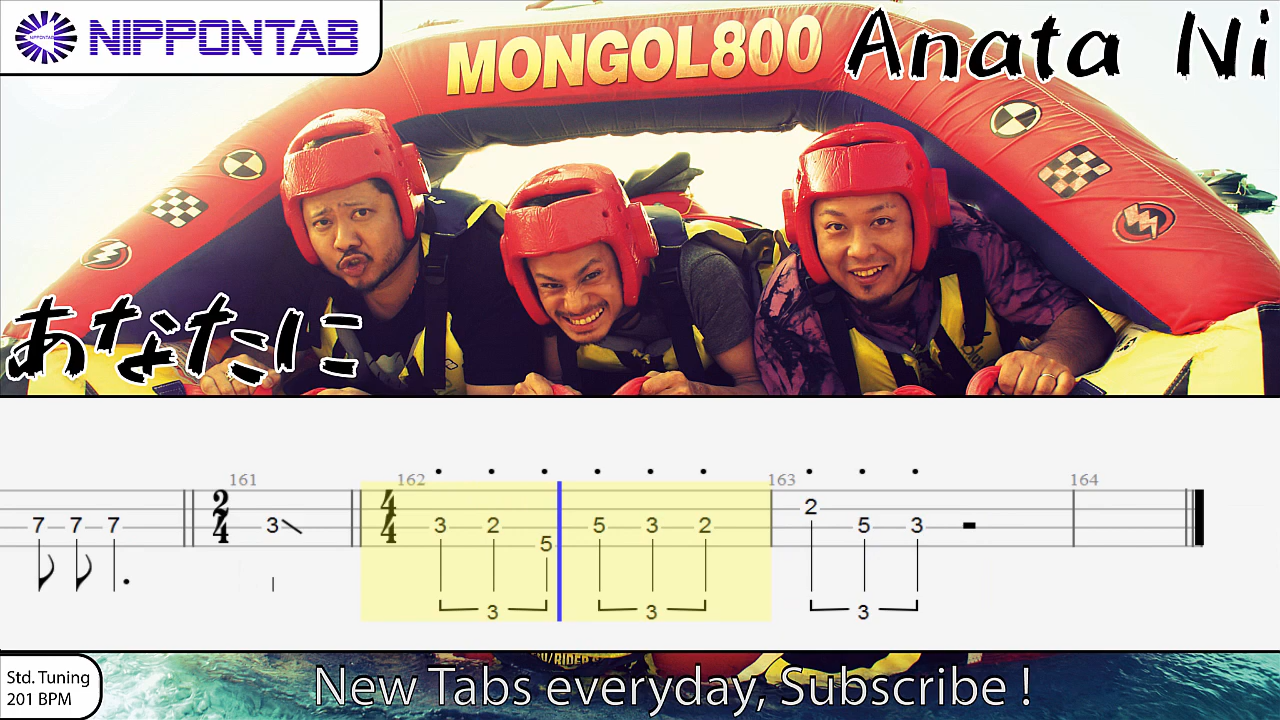 NIPPONTAB
MONGOL800
Anata Ni
あなたに
161
162
163
164
7 7 7
2
4
3
4
4
3 2 5
5 3 2
2 5 3
3
3
3
Std. Tuning
201 BPM
New Tabs everyday, Subscribe !